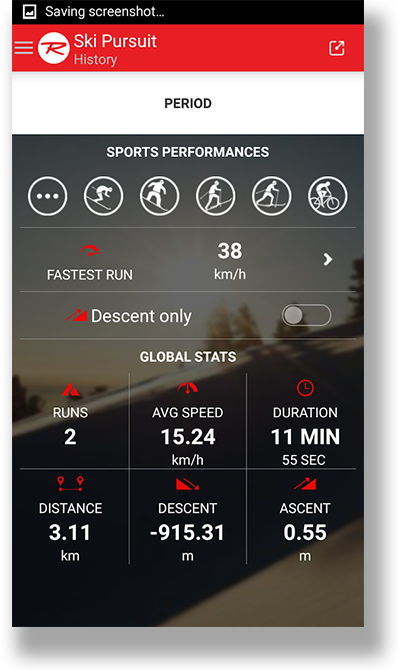 Saving screenshot...
R
Ski Pursuit
History
PERIOD
SPORTS PERFORMANCES
FASTEST RUN
38
km/h
Descent only
GLOBAL STATS
RUNS
2
AVG SPEED
15.24
km/h
DURATION
11 MIN
55 SEC
DISTANCE
3.11
km
DESCENT
-915.31
m
ASCENT
0.55
m